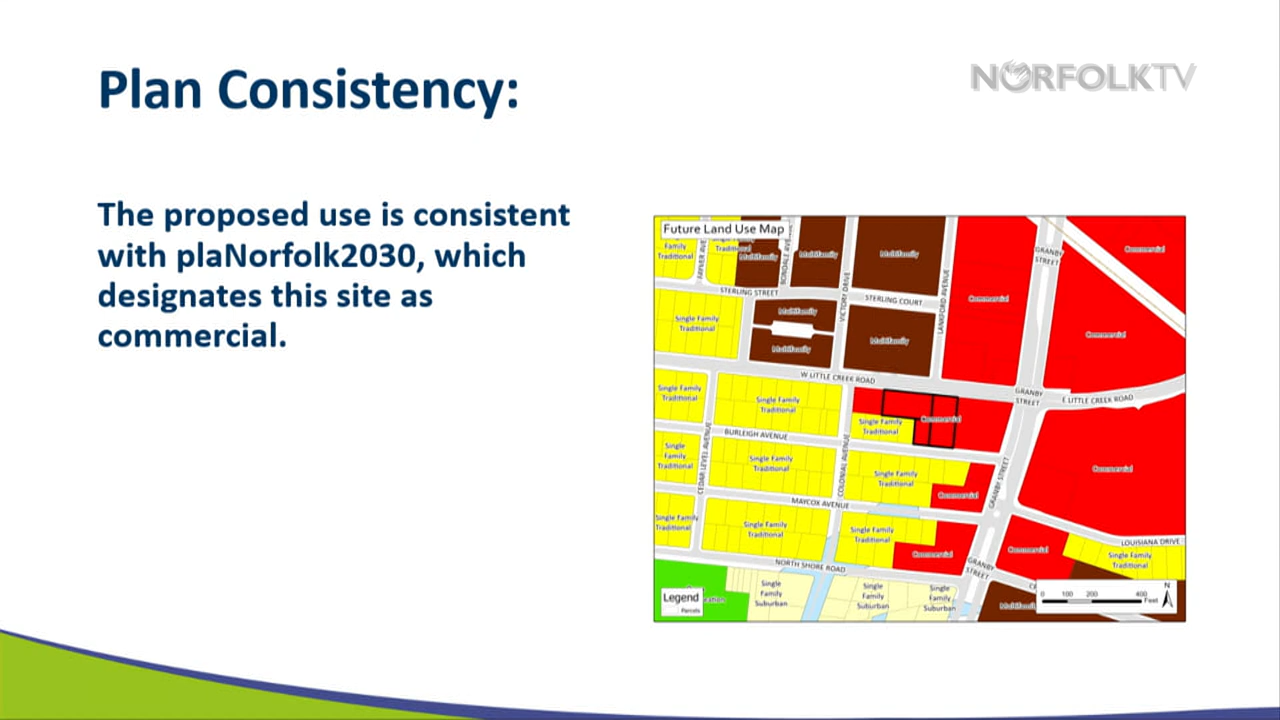 Plan Consistency:
NORFOLKTV
The proposed use is consistent
with plaNorfolk2030, which
designates this site as
commercial.
Future Land Use Map
Family
Traditional
Multifamily
Multifamily
Multifamily
Commercial
GRANBY
STREET
Commercial
STERLING STREET
STERLING COURT
VICTORY DRIVE
LANKFORD AVENUE
Single Family
Traditional
Multifamily
Multifamily
Multifamily
Commercial
W LITTLE CREEK ROAD
GRANBY
STREET
E LITTLE CREEK ROAD
Single Family
Traditional
Single Family
Traditional
Single Family
Traditional
Commercial
BURLEIGH AVENUE
CEDAR LEVEL AVENUE
COLONIAL AVENUE
GRANBY STREET
Single
Family
Traditional
Single Family
Traditional
Single Family
Traditional
Commercial
Commercial
MAYCOX AVENUE
Single Family
Traditional
Single Family
Traditional
Single Family
Traditional
Commercial
Commercial
LOUISIANA DRIVE
Single Family
Traditional
NORTH SHORE ROAD
GRANBY
STREET
Single
Family
Suburban
Single
Family
Suburban
Single
Family
Suburban
Legend
Parcels
0 100 200 400
Feet
N